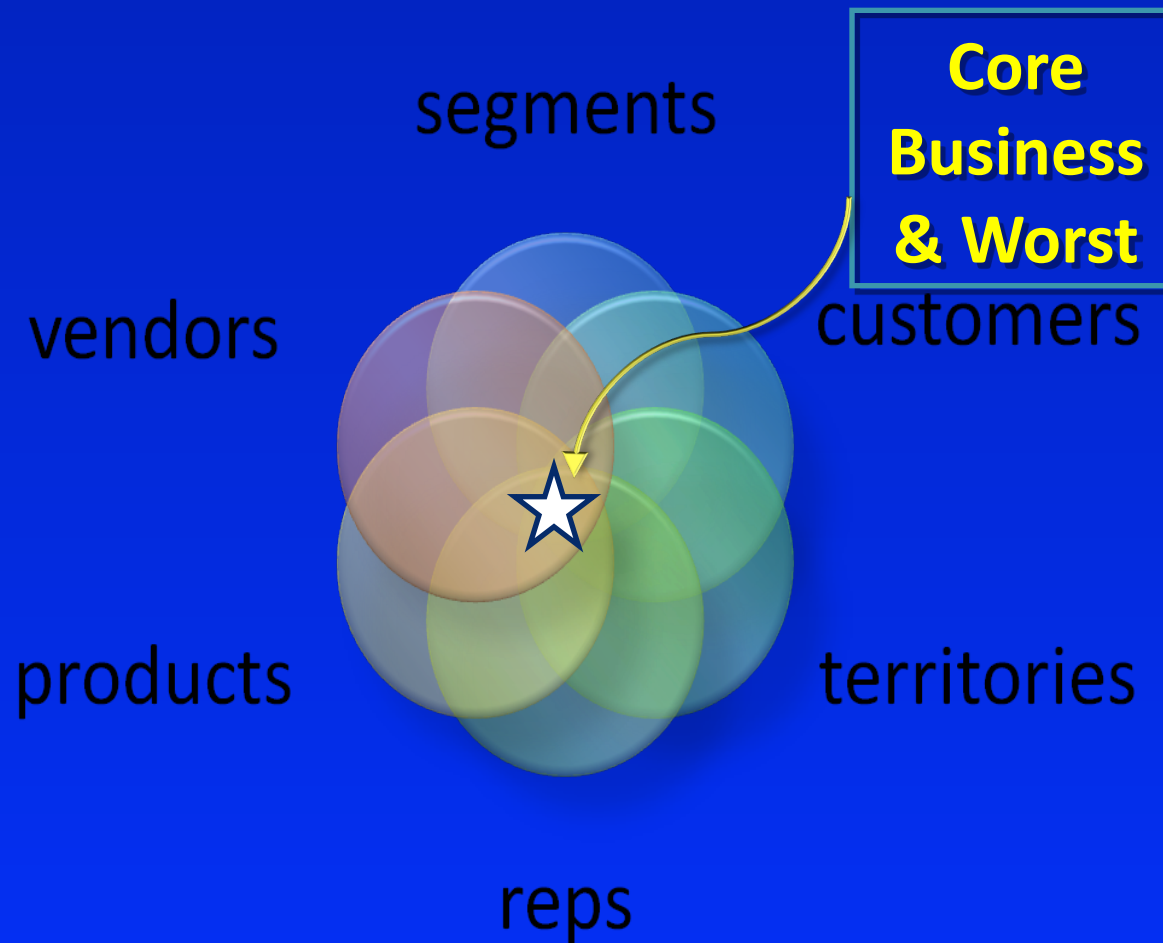 Core
Business
& Worst
segments
vendors
customers
products
territories
reps